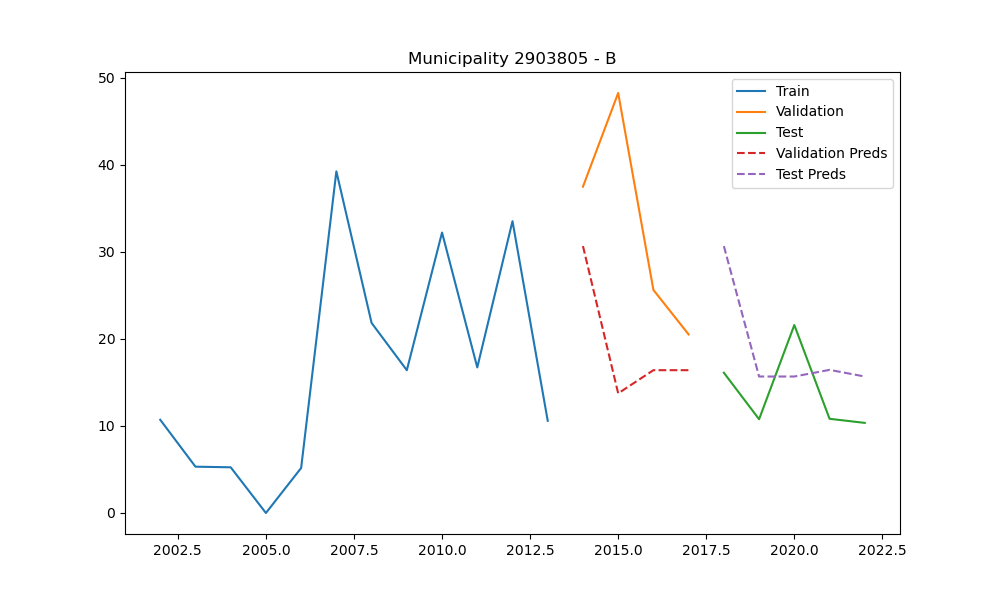 Municipality 2903805 - B
50
40
30
20
10
0
Train
Validation
Test
Validation Preds
Test Preds
2002.5 2005.0 2007.5 2010.0 2012.5 2015.0 2017.5 2020.0 2022.5